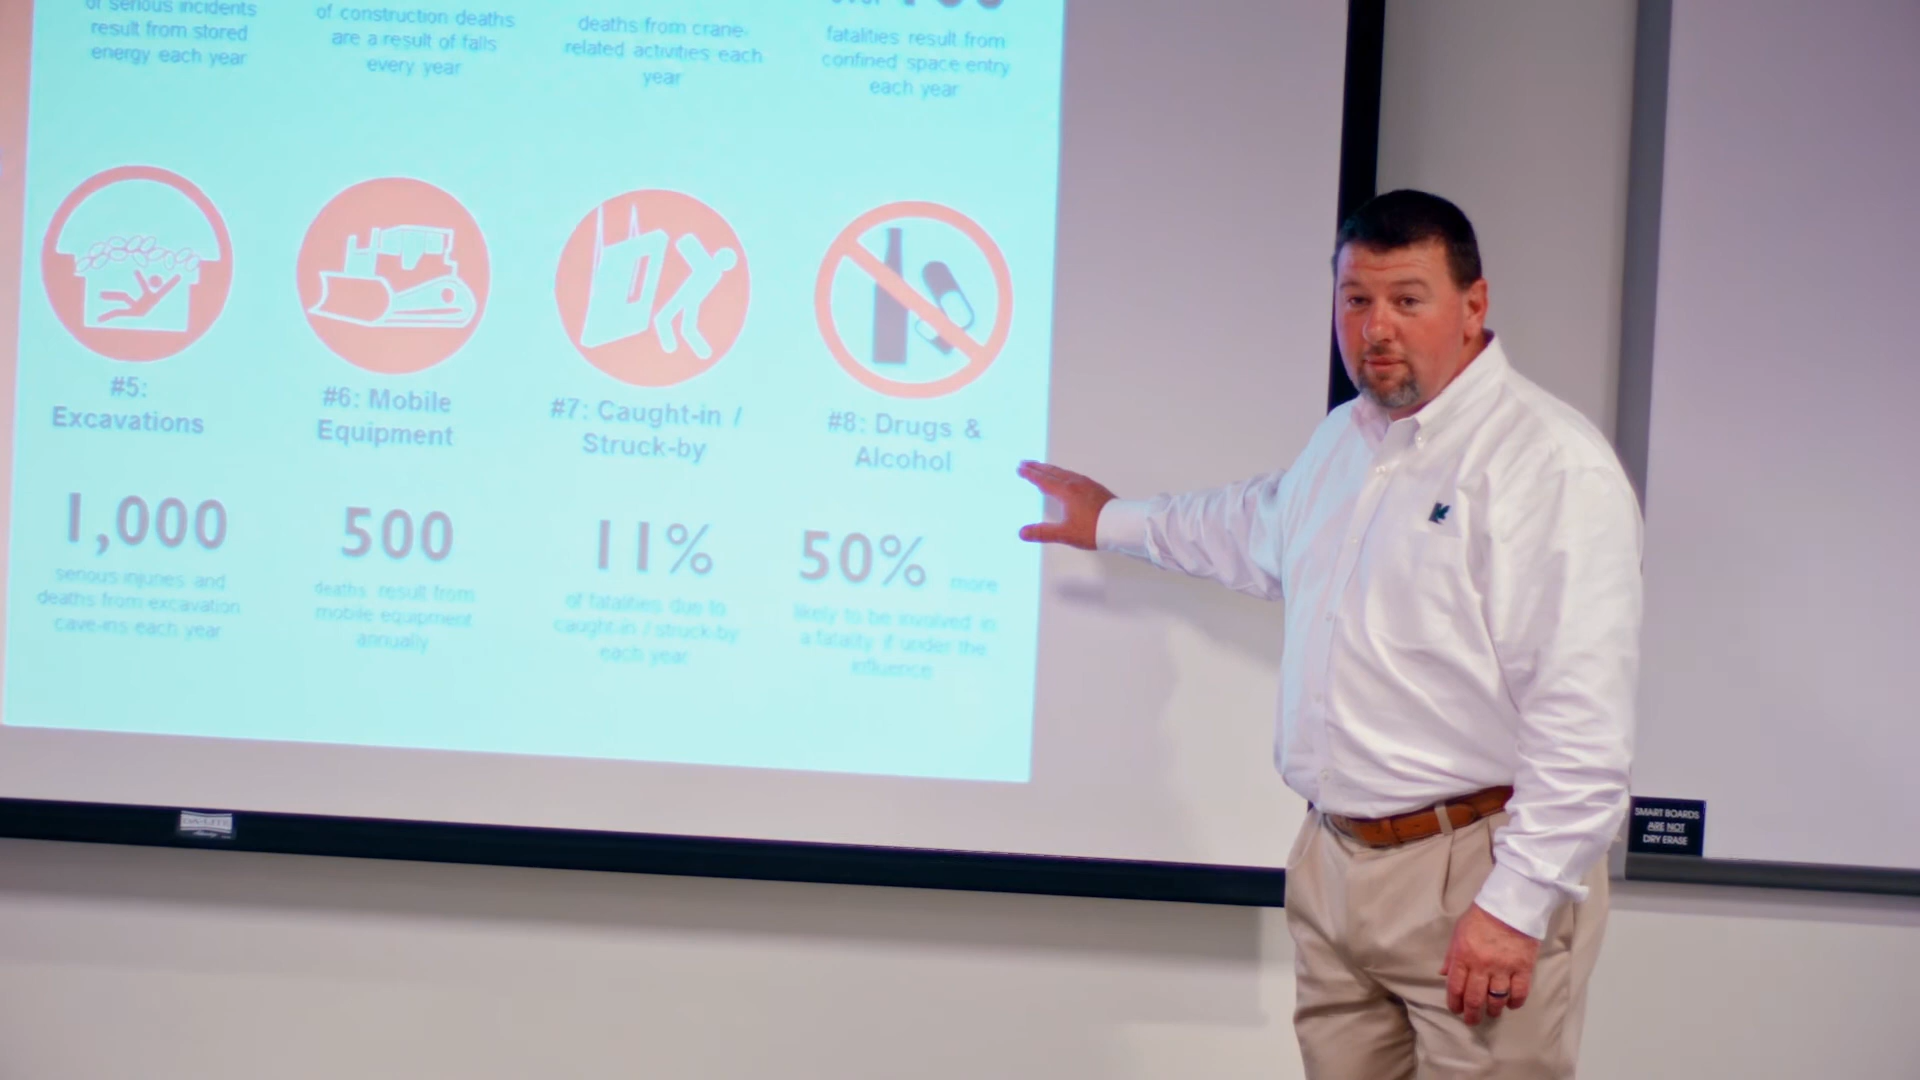 of serious incidents
result from stored
energy each year
of construction deaths
are a result of falls
every year
deaths from crane-
related activities each
year
fatalities result from
confined space entry
each year
#5:
Excavations
1,000
serious injuries and
deaths from excavation
cave-ins each year
#6: Mobile
Equipment
500
deaths result from
mobile equipment
annually
#7: Caught-in /
Struck-by
11%
of fatalities due to
caught-in / struck-by
each year
#8: Drugs &
Alcohol
50% more
likely to be involved in
a fatality if under the
influence
DA-LITE
SMART BOARDS
ARE NOT
DRY ERASE